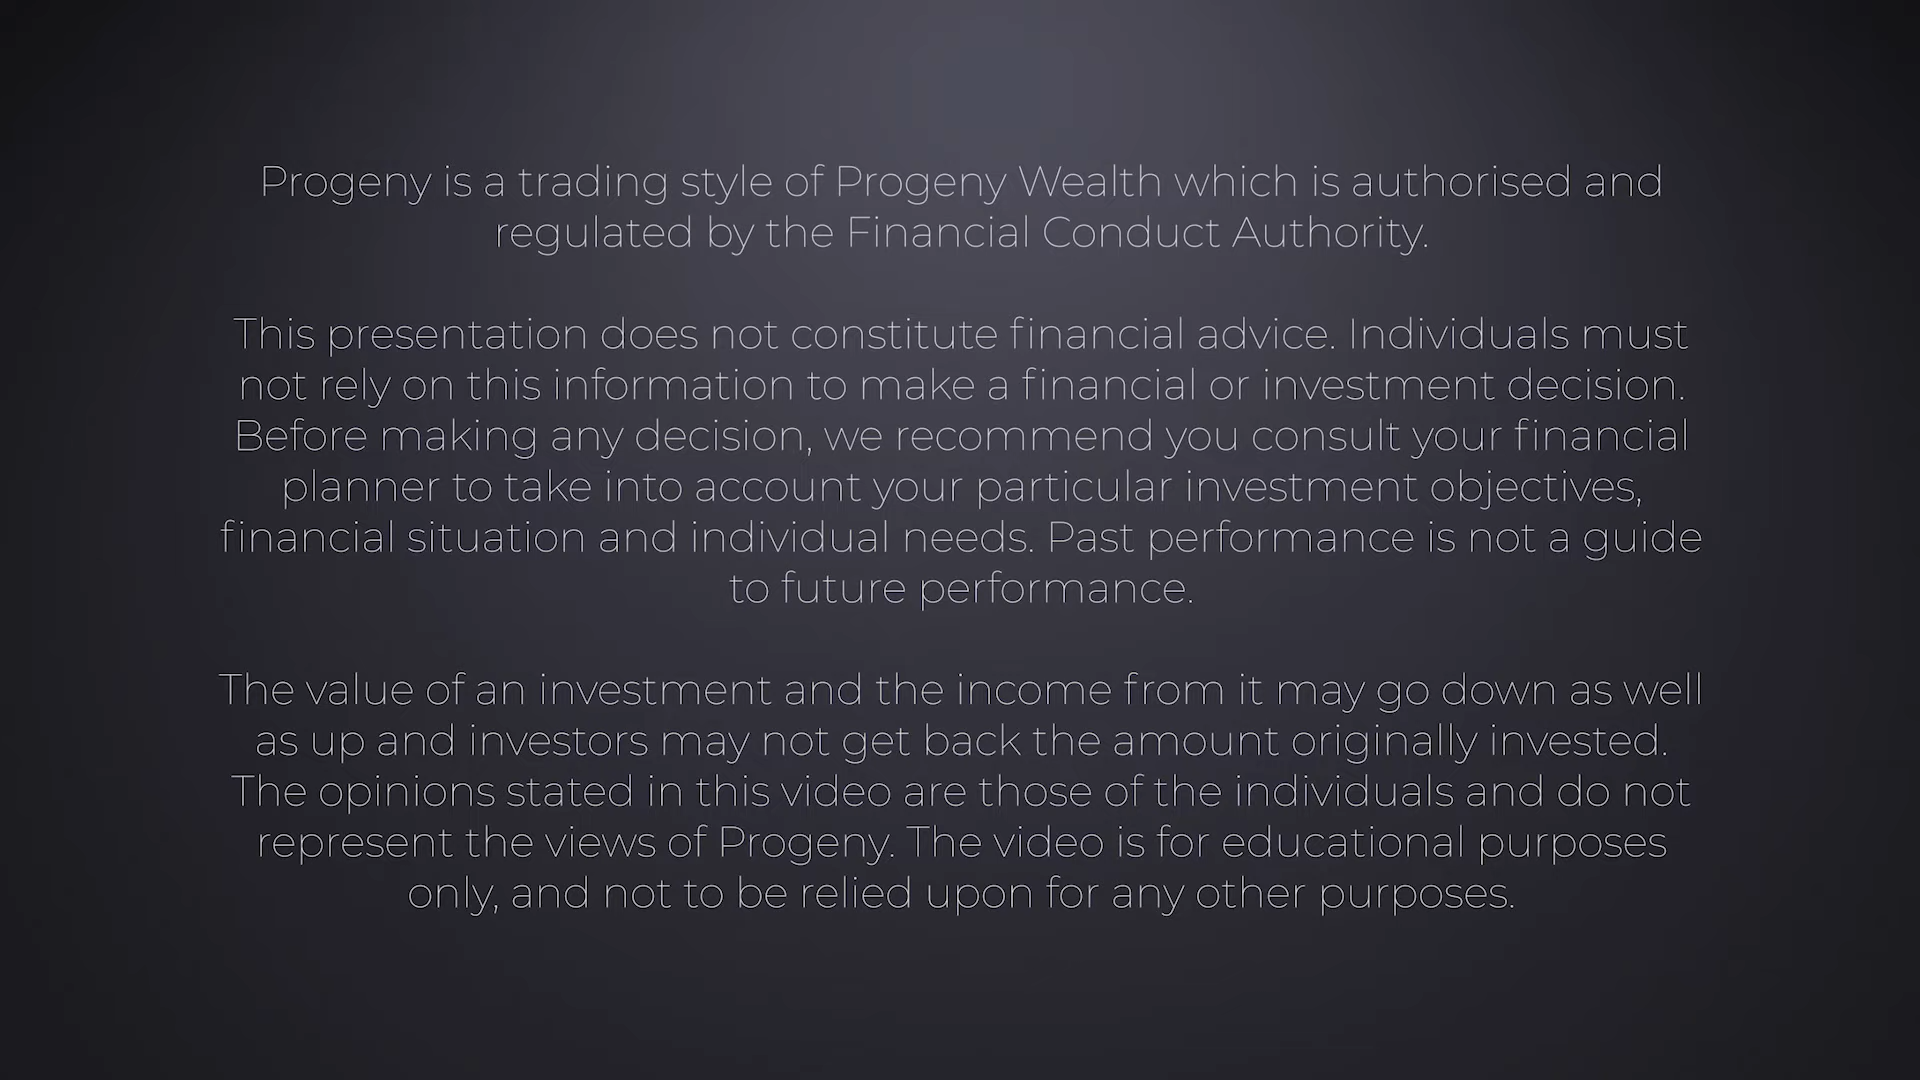 Progeny is a trading style of Progeny Wealth which is authorised and
regulated by the Financial Conduct Authority.
This presentation does not constitute financial advice. Individuals must
not rely on this information to make a financial or investment decision.
Before making any decision, we recommend you consult your financial
planner to take into account your particular investment objectives,
financial situation and individual needs. Past performance is not a guide
to future performance.
The value of an investment and the income from it may go down as well
as up and investors may not get back the amount originally invested.
The opinions stated in this video are those of the individuals and do not
represent the views of Progeny. The video is for educational purposes
only, and not to be relied upon for any other purposes.